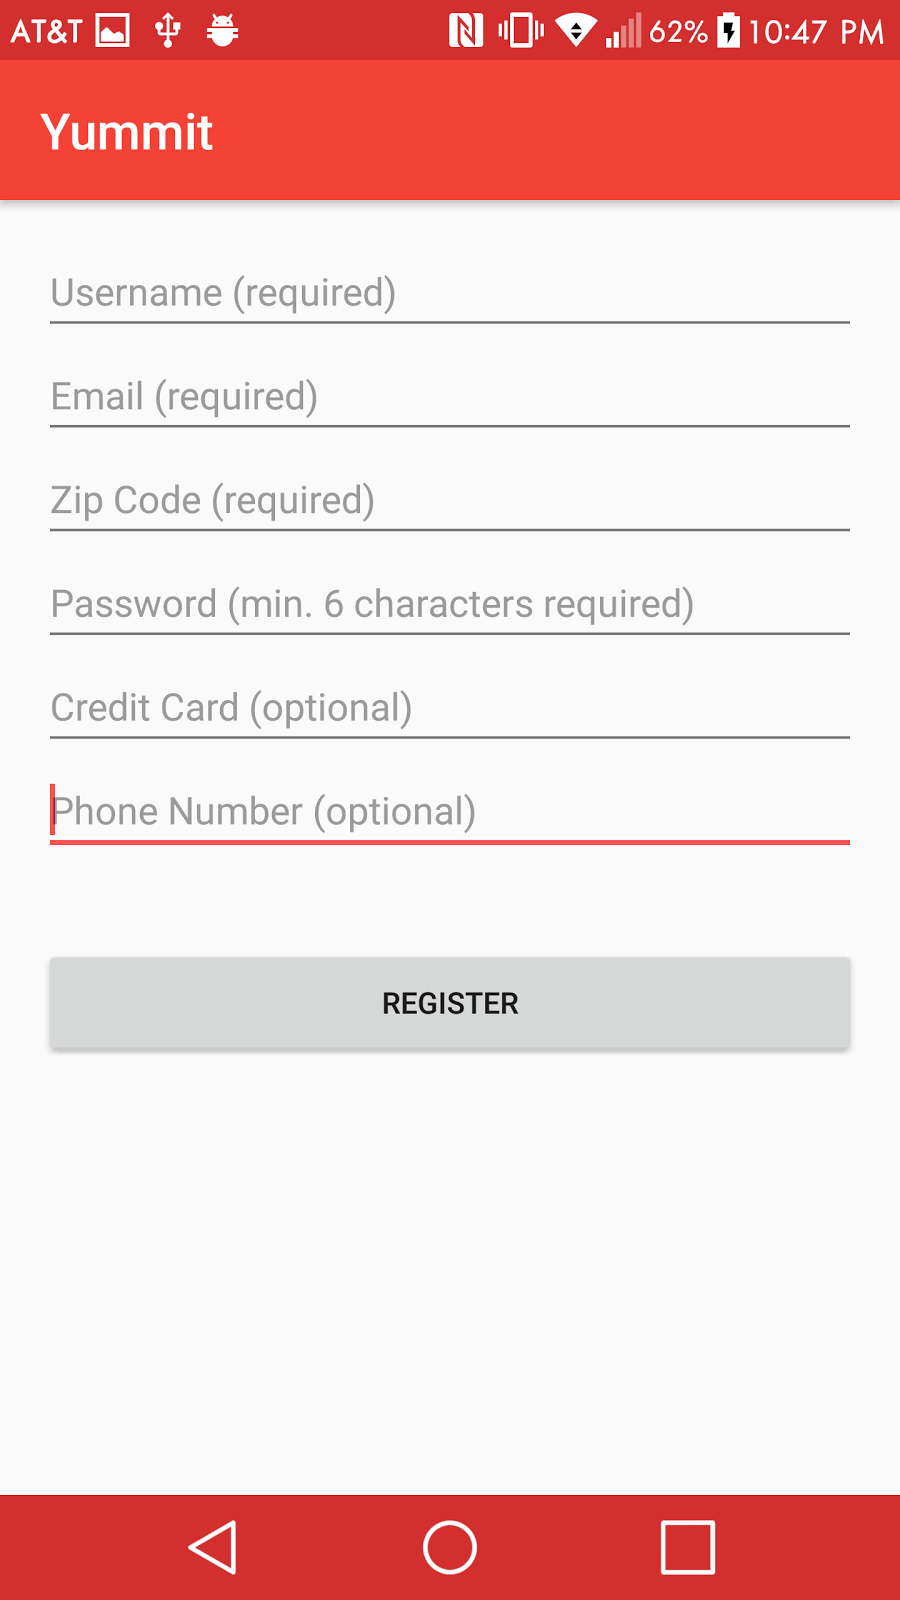 AT&T 62% 10:47 PM
Yummit
Username (required)
Email (required)
Zip Code (required)
Password (min. 6 characters required)
Credit Card (optional)
Phone Number (optional)
REGISTER